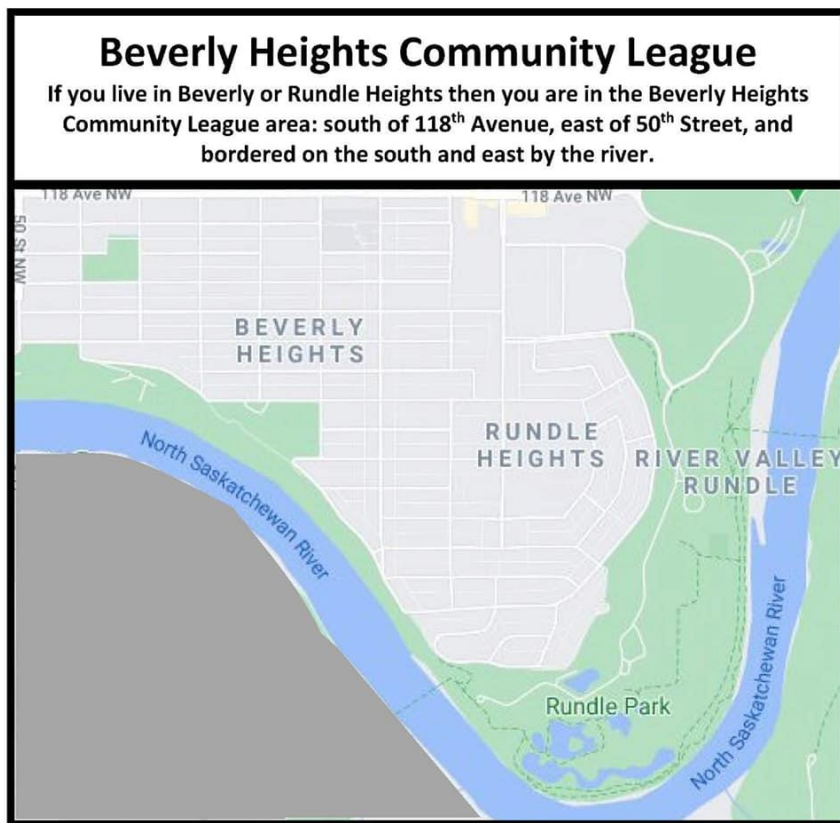 Beverly Heights Community League
If you live in Beverly or Rundle Heights then you are in the Beverly Heights
Community League area: south of 118th Avenue, east of 50th Street, and
bordered on the south and east by the river.
118 Ave NW
118 Ave NW
50 St NW
BEVERLY
HEIGHTS
RUNDLE
HEIGHTS
RIVER VALLEY
RUNDLE
North Saskatchewan River
North Saskatchewan River
Rundle Park